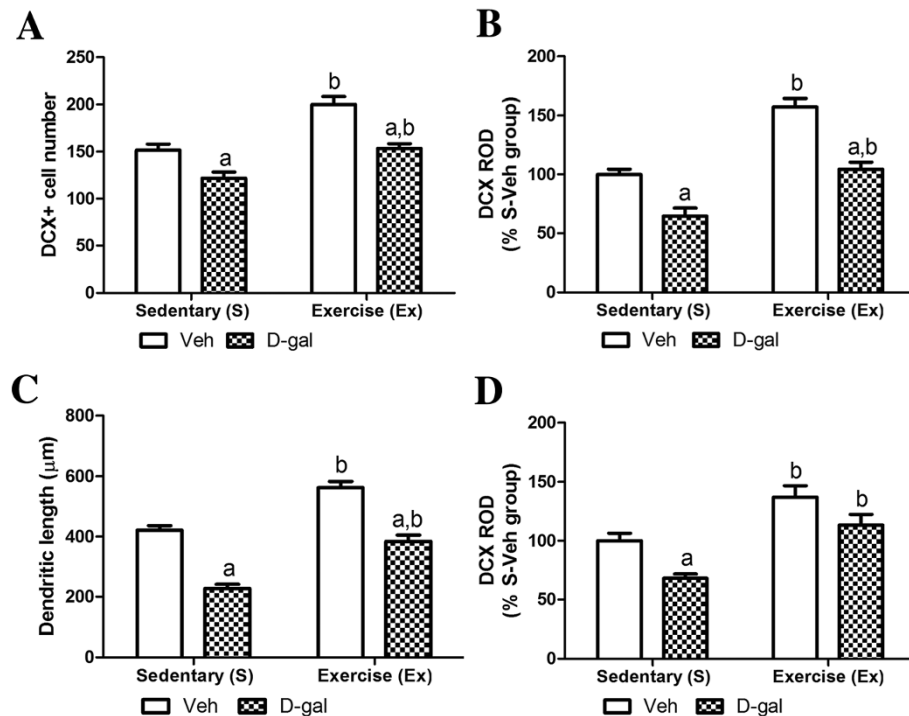 A
DCX+ cell number
250
200
150
100
50
0
b
a
a,b
Sedentary (S) Exercise (Ex)
Veh D-gal
B
DCX ROD
(% S-Veh group)
200
150
100
50
0
b
a
a,b
Sedentary (S) Exercise (Ex)
Veh D-gal
C
Dendritic length (μm)
800
600
400
200
0
b
a
a,b
Sedentary (S) Exercise (Ex)
Veh D-gal
D
DCX ROD
(% S-Veh group)
200
150
100
50
0
b
b
a
Sedentary (S) Exercise (Ex)
Veh D-gal